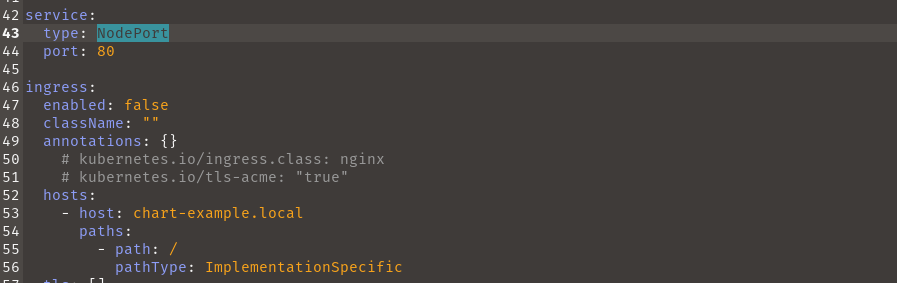 42 service:
43   type: NodePort
44   port: 80
45
46 ingress:
47   enabled: false
48   className: ""
49   annotations: {}
50     # kubernetes.io/ingress.class: nginx
51     # kubernetes.io/tls-acme: "true"
52   hosts:
53     - host: chart-example.local
54       paths:
55         - path: /
56           pathType: ImplementationSpecific
57   tls: []